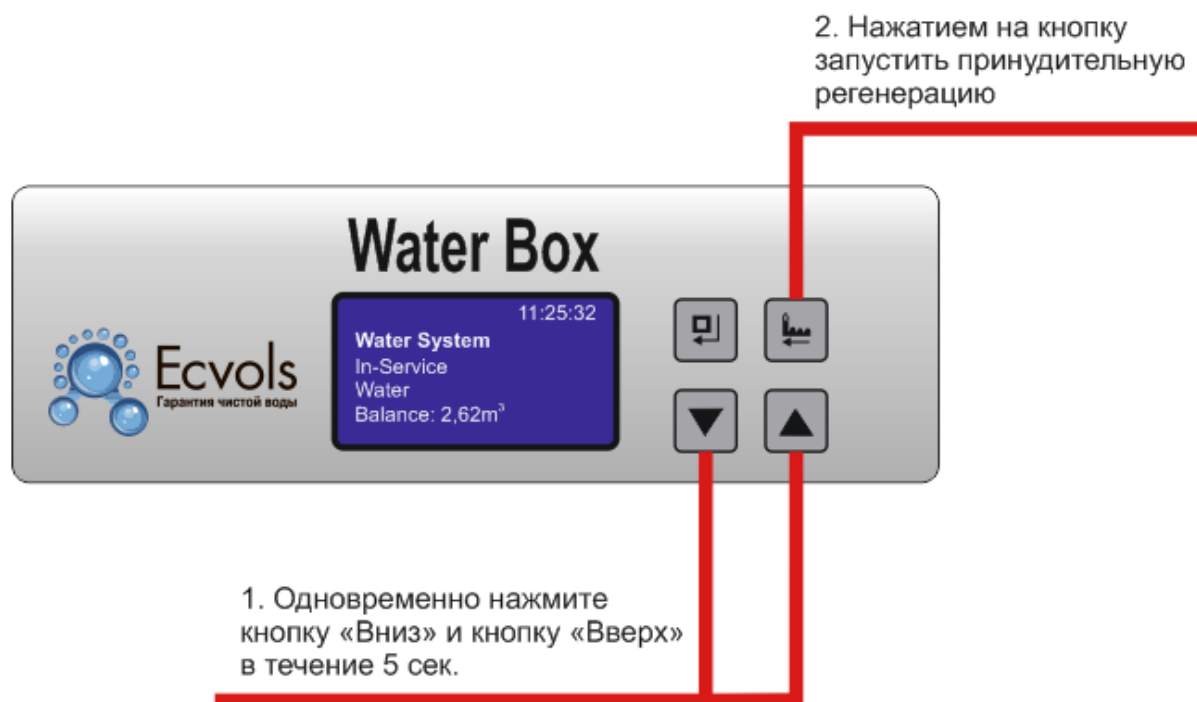 2. Нажатием на кнопку
запустить принудительную
регенерацию
Water Box
11:25:32
Water System
In-Service
Water
Balance: 2,62m³
Ecvols
Гарантия чистой воды
1. Одновременно нажмите
кнопку «Вниз» и кнопку «Вверх»
в течение 5 сек.